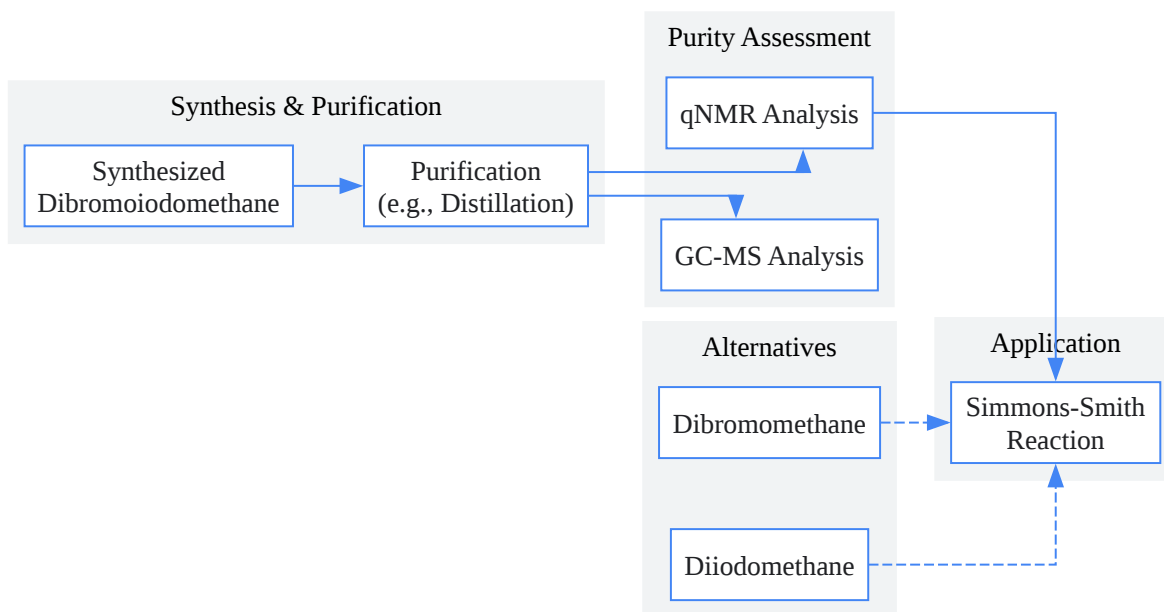 Synthesis & Purification
Synthesized
Dibromoiodomethane
Purification
(e.g., Distillation)
Purity Assessment
qNMR Analysis
GC-MS Analysis
Alternatives
Dibromomethane
Diiodomethane
Application
Simmons-Smith
Reaction